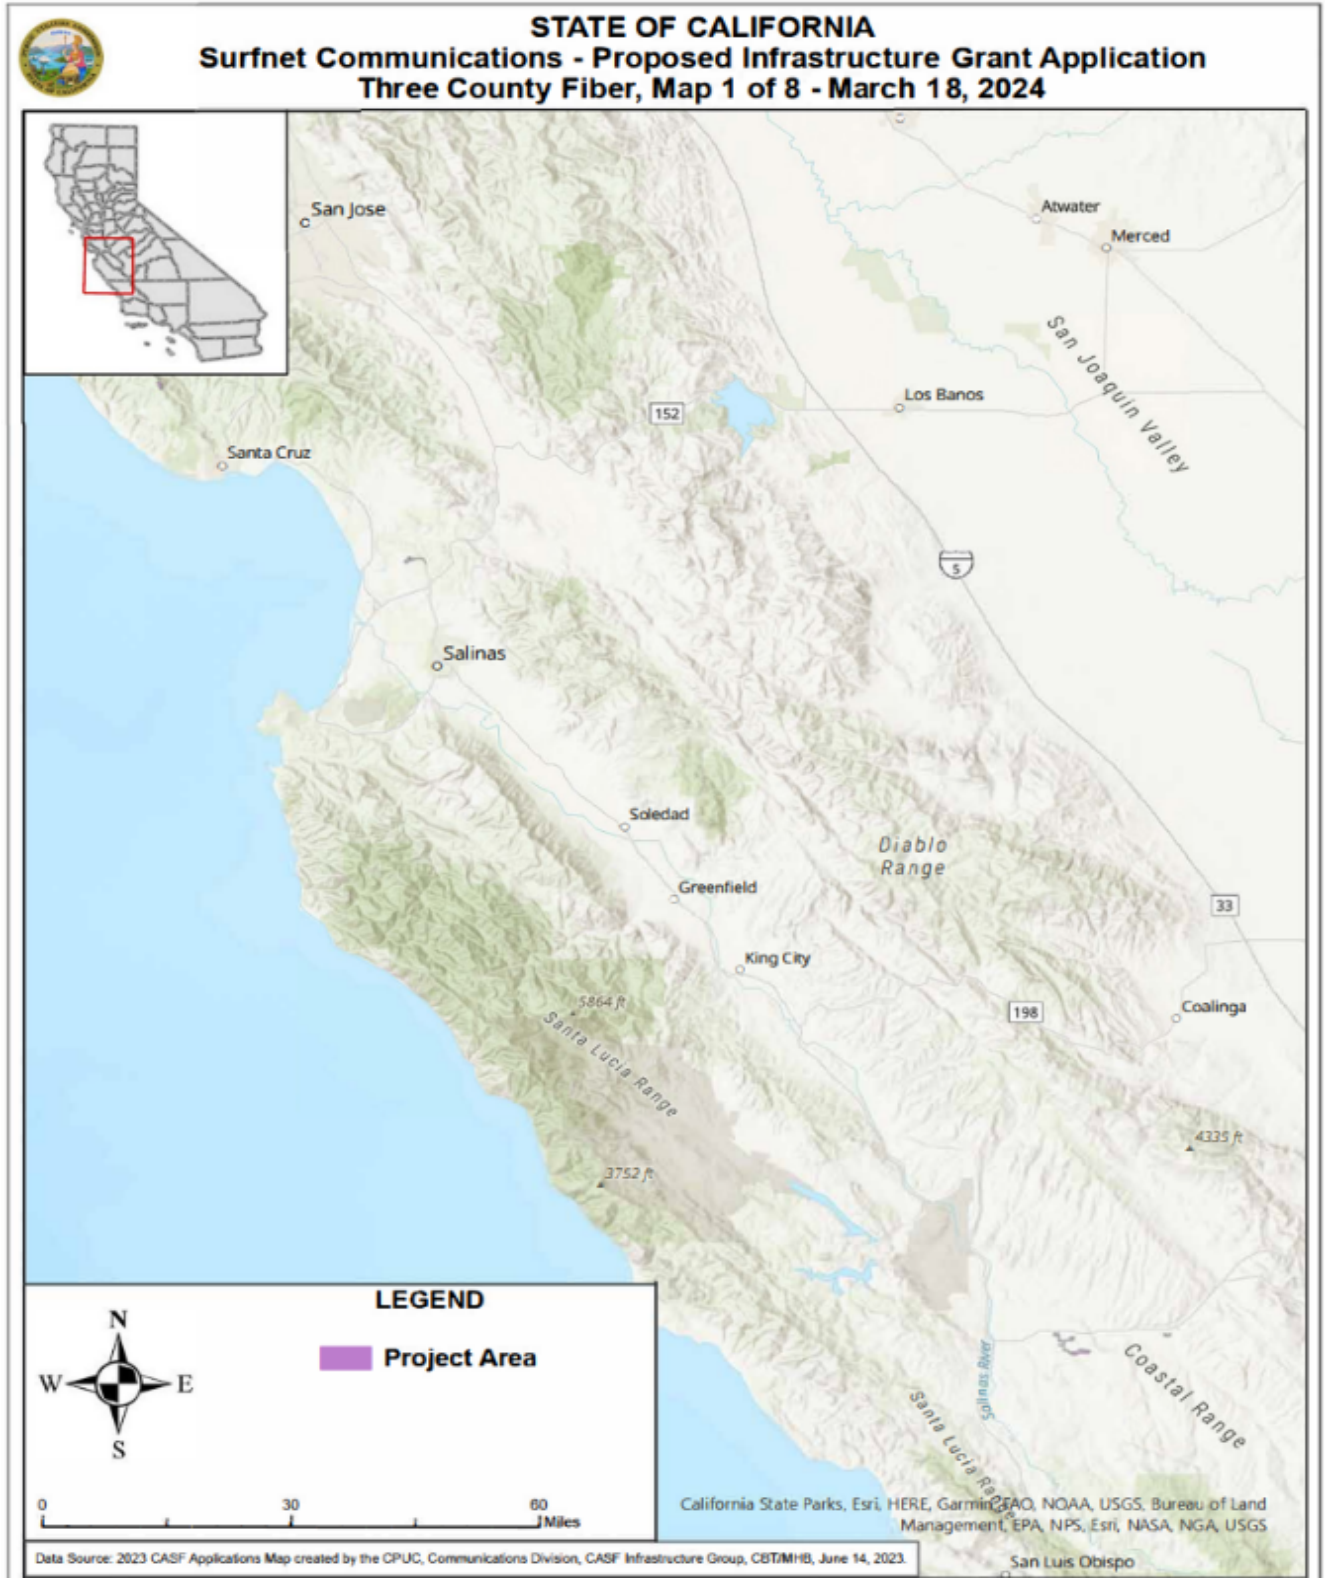 STATE OF CALIFORNIA
Surfnet Communications - Proposed Infrastructure Grant Application
Three County Fiber, Map 1 of 8 - March 18, 2024
San Jose
Atwater
Merced
San Joaquin Valley
Los Banos
152
Santa Cruz
5
Salinas
Soledad
Diablo
Range
Greenfield
33
King City
5864 ft
198
Coalinga
Santa Lucia Range
4335 ft
3752 ft
LEGEND
N
Project Area
W E
S
Salinas River
Coastal Range
Santa Lucia Range
0 30 60
Miles
California State Parks, Esri, HERE, Garmin, FAO, NOAA, USGS, Bureau of Land
Management, EPA, NPS, Esri, NASA, NGA, USGS
Data Source: 2023 CASF Applications Map created by the CPUC, Communications Division, CASF Infrastructure Group, CBT/MHB, June 14, 2023.
San Luis Obispo